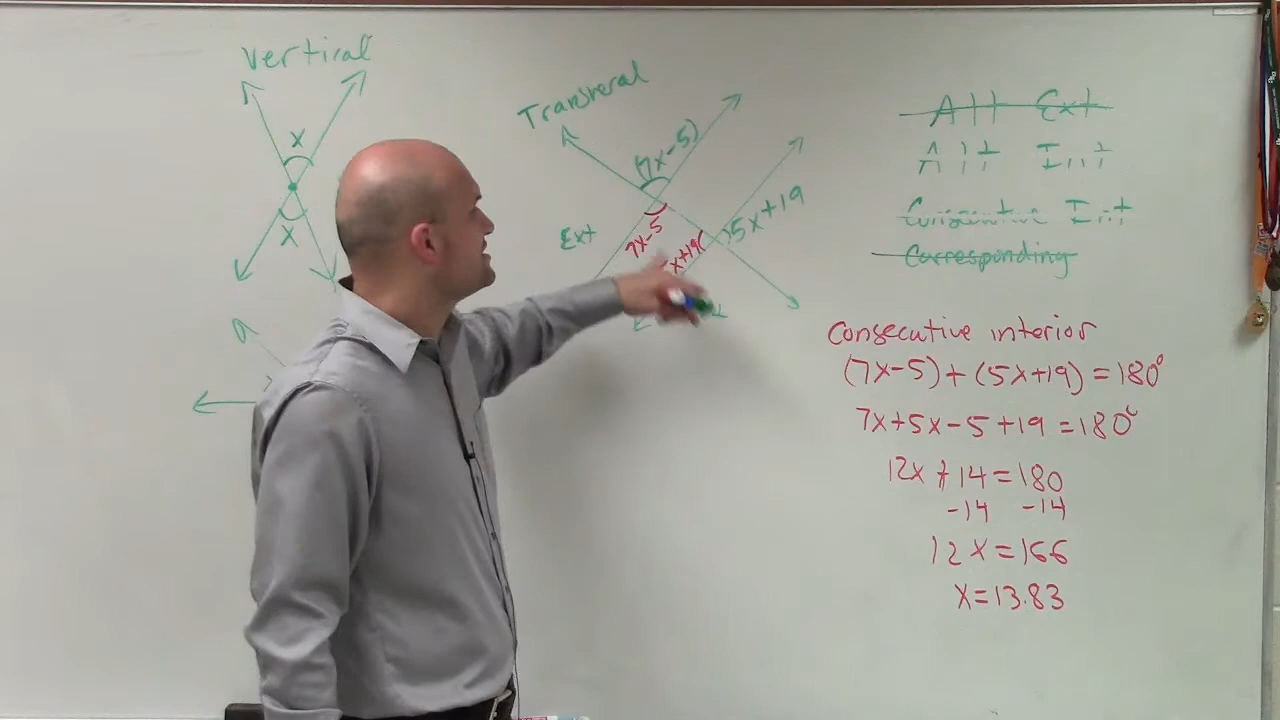 Vertical
x
x
Transveral
(7x-5)
5x+19
Ext
7x-5
x+19
Alt Ext
Alt Int
Consecutive Int
Corresponding
Consecutive interior
(7x-5)+(5x+19)=180°
7x+5x-5+19=180°
12x+14=180
-14 -14
12x=166
x=13.83